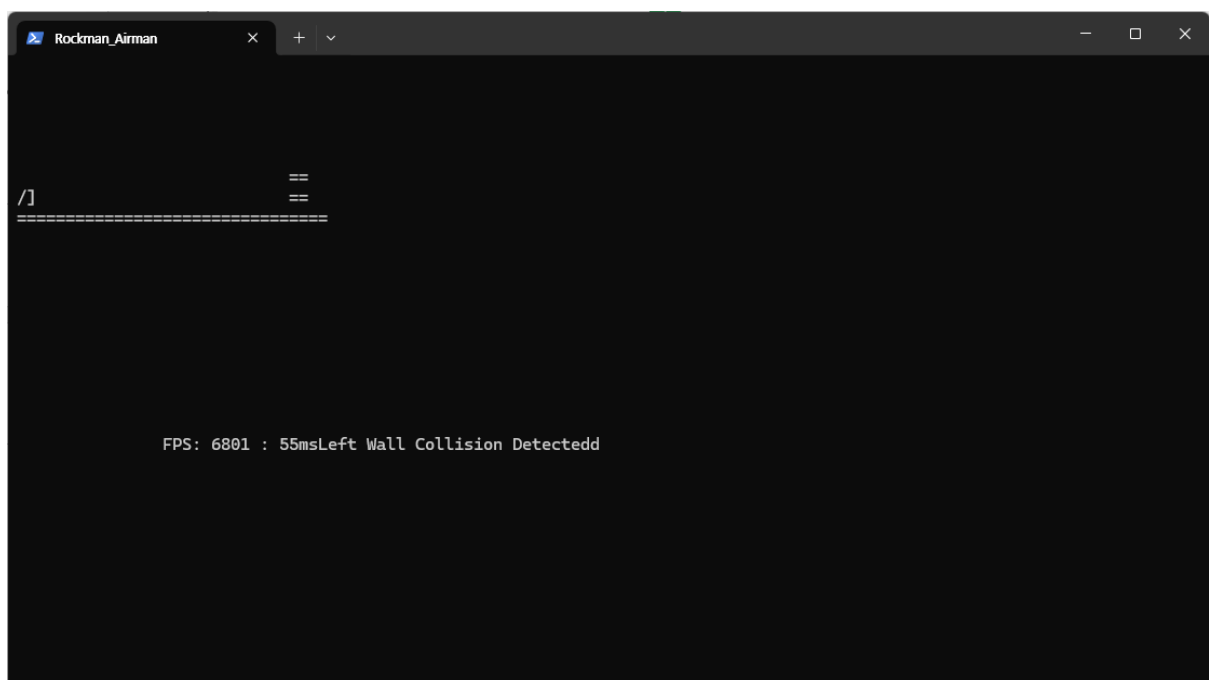 Rockman_Airman
==
/] ==
================================
FPS: 6801 : 55msLeft Wall Collision Detectedd